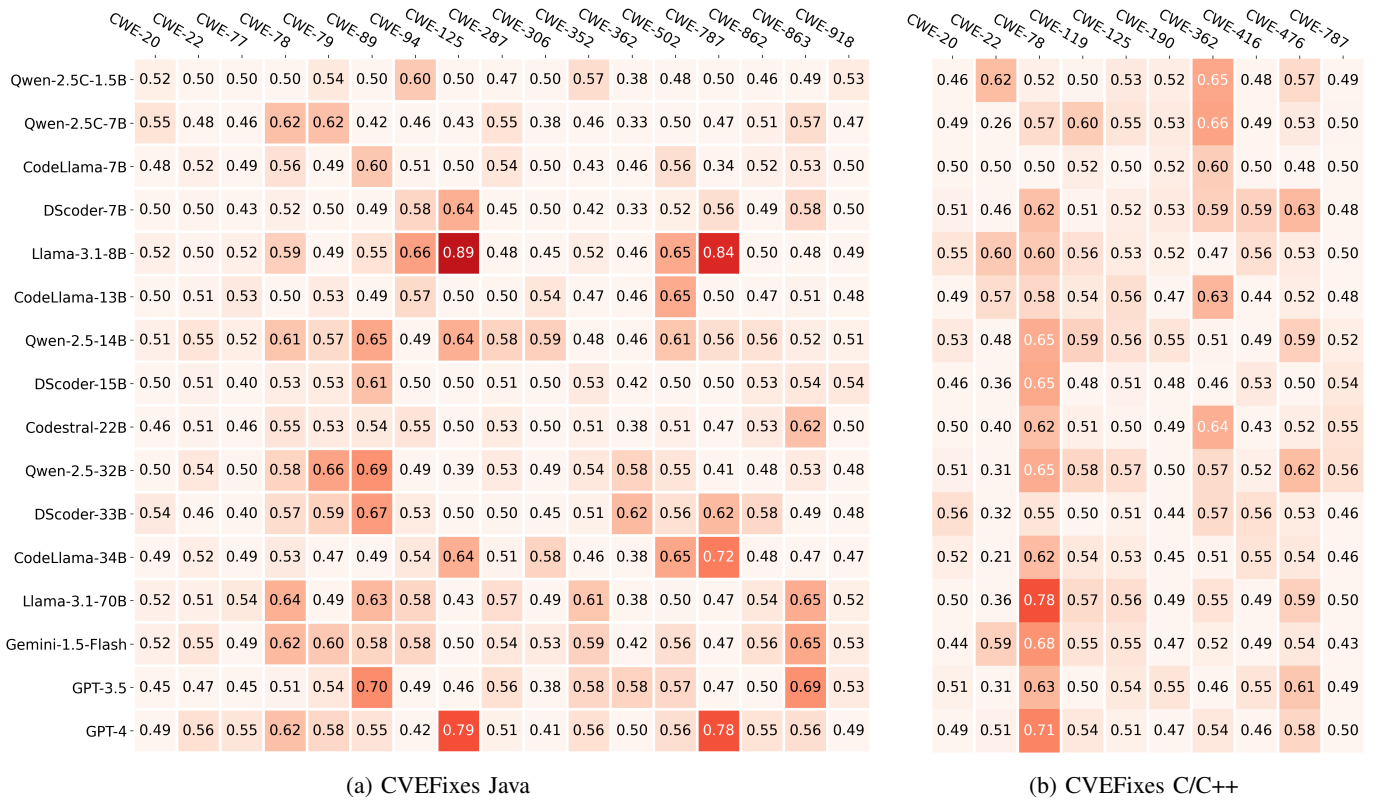 CWE-20 CWE-22 CWE-77 CWE-78 CWE-79 CWE-89 CWE-94 CWE-125 CWE-287 CWE-306 CWE-352 CWE-362 CWE-502 CWE-787 CWE-862 CWE-863 CWE-918 CWE-20 CWE-22 CWE-78 CWE-119 CWE-125 CWE-190 CWE-362 CWE-416 CWE-476 CWE-787
Qwen-2.5C-1.5B 0.52 0.50 0.50 0.50 0.54 0.50 0.60 0.50 0.47 0.50 0.57 0.38 0.48 0.50 0.46 0.49 0.53 0.46 0.62 0.52 0.50 0.53 0.52 0.65 0.48 0.57 0.49
Qwen-2.5C-7B 0.55 0.48 0.46 0.62 0.62 0.42 0.46 0.43 0.55 0.38 0.46 0.33 0.50 0.47 0.51 0.57 0.47 0.49 0.26 0.57 0.60 0.55 0.53 0.66 0.49 0.53 0.50
CodeLlama-7B 0.48 0.52 0.49 0.56 0.49 0.60 0.51 0.50 0.54 0.50 0.43 0.46 0.56 0.34 0.52 0.53 0.50 0.50 0.50 0.50 0.52 0.50 0.52 0.60 0.50 0.48 0.50
DScoder-7B 0.50 0.50 0.43 0.52 0.50 0.49 0.58 0.64 0.45 0.50 0.42 0.33 0.52 0.56 0.49 0.58 0.50 0.51 0.46 0.62 0.51 0.52 0.53 0.59 0.59 0.63 0.48
Llama-3.1-8B 0.52 0.50 0.52 0.59 0.49 0.55 0.66 0.89 0.48 0.45 0.52 0.46 0.65 0.84 0.50 0.48 0.49 0.55 0.60 0.60 0.56 0.53 0.52 0.47 0.56 0.53 0.50
CodeLlama-13B 0.50 0.51 0.53 0.50 0.53 0.49 0.57 0.50 0.50 0.54 0.47 0.46 0.65 0.50 0.47 0.51 0.48 0.49 0.57 0.58 0.54 0.56 0.47 0.63 0.44 0.52 0.48
Qwen-2.5-14B 0.51 0.55 0.52 0.61 0.57 0.65 0.49 0.64 0.58 0.59 0.48 0.46 0.61 0.56 0.56 0.52 0.51 0.53 0.48 0.65 0.59 0.56 0.55 0.51 0.49 0.59 0.52
DScoder-15B 0.50 0.51 0.40 0.53 0.53 0.61 0.50 0.50 0.51 0.50 0.53 0.42 0.50 0.50 0.53 0.54 0.54 0.46 0.36 0.65 0.48 0.51 0.48 0.46 0.53 0.50 0.54
Codestral-22B 0.46 0.51 0.46 0.55 0.53 0.54 0.55 0.50 0.53 0.50 0.51 0.38 0.51 0.47 0.53 0.62 0.50 0.50 0.40 0.62 0.51 0.50 0.49 0.64 0.43 0.52 0.55
Qwen-2.5-32B 0.50 0.54 0.50 0.58 0.66 0.69 0.49 0.39 0.53 0.49 0.54 0.58 0.55 0.41 0.48 0.53 0.48 0.51 0.31 0.65 0.58 0.57 0.50 0.57 0.52 0.62 0.56
DScoder-33B 0.54 0.46 0.40 0.57 0.59 0.67 0.53 0.50 0.50 0.45 0.51 0.62 0.56 0.62 0.58 0.49 0.48 0.56 0.32 0.55 0.50 0.51 0.44 0.57 0.56 0.53 0.46
CodeLlama-34B 0.49 0.52 0.49 0.53 0.47 0.49 0.54 0.64 0.51 0.58 0.46 0.38 0.65 0.72 0.48 0.47 0.47 0.52 0.21 0.62 0.54 0.53 0.45 0.51 0.55 0.54 0.46
Llama-3.1-70B 0.52 0.51 0.54 0.64 0.49 0.63 0.58 0.43 0.57 0.49 0.61 0.38 0.50 0.47 0.54 0.65 0.52 0.50 0.36 0.78 0.57 0.56 0.49 0.55 0.49 0.59 0.50
Gemini-1.5-Flash 0.52 0.55 0.49 0.62 0.60 0.58 0.58 0.50 0.54 0.53 0.59 0.42 0.56 0.47 0.56 0.65 0.53 0.44 0.59 0.68 0.55 0.55 0.47 0.52 0.49 0.54 0.43
GPT-3.5 0.45 0.47 0.45 0.51 0.54 0.70 0.49 0.46 0.56 0.38 0.58 0.58 0.57 0.47 0.50 0.69 0.53 0.51 0.31 0.63 0.50 0.54 0.55 0.46 0.55 0.61 0.49
GPT-4 0.49 0.56 0.55 0.62 0.58 0.55 0.42 0.79 0.51 0.41 0.56 0.50 0.56 0.78 0.55 0.56 0.49 0.49 0.51 0.71 0.54 0.51 0.47 0.54 0.46 0.58 0.50
(a) CVEFixes Java (b) CVEFixes C/C++